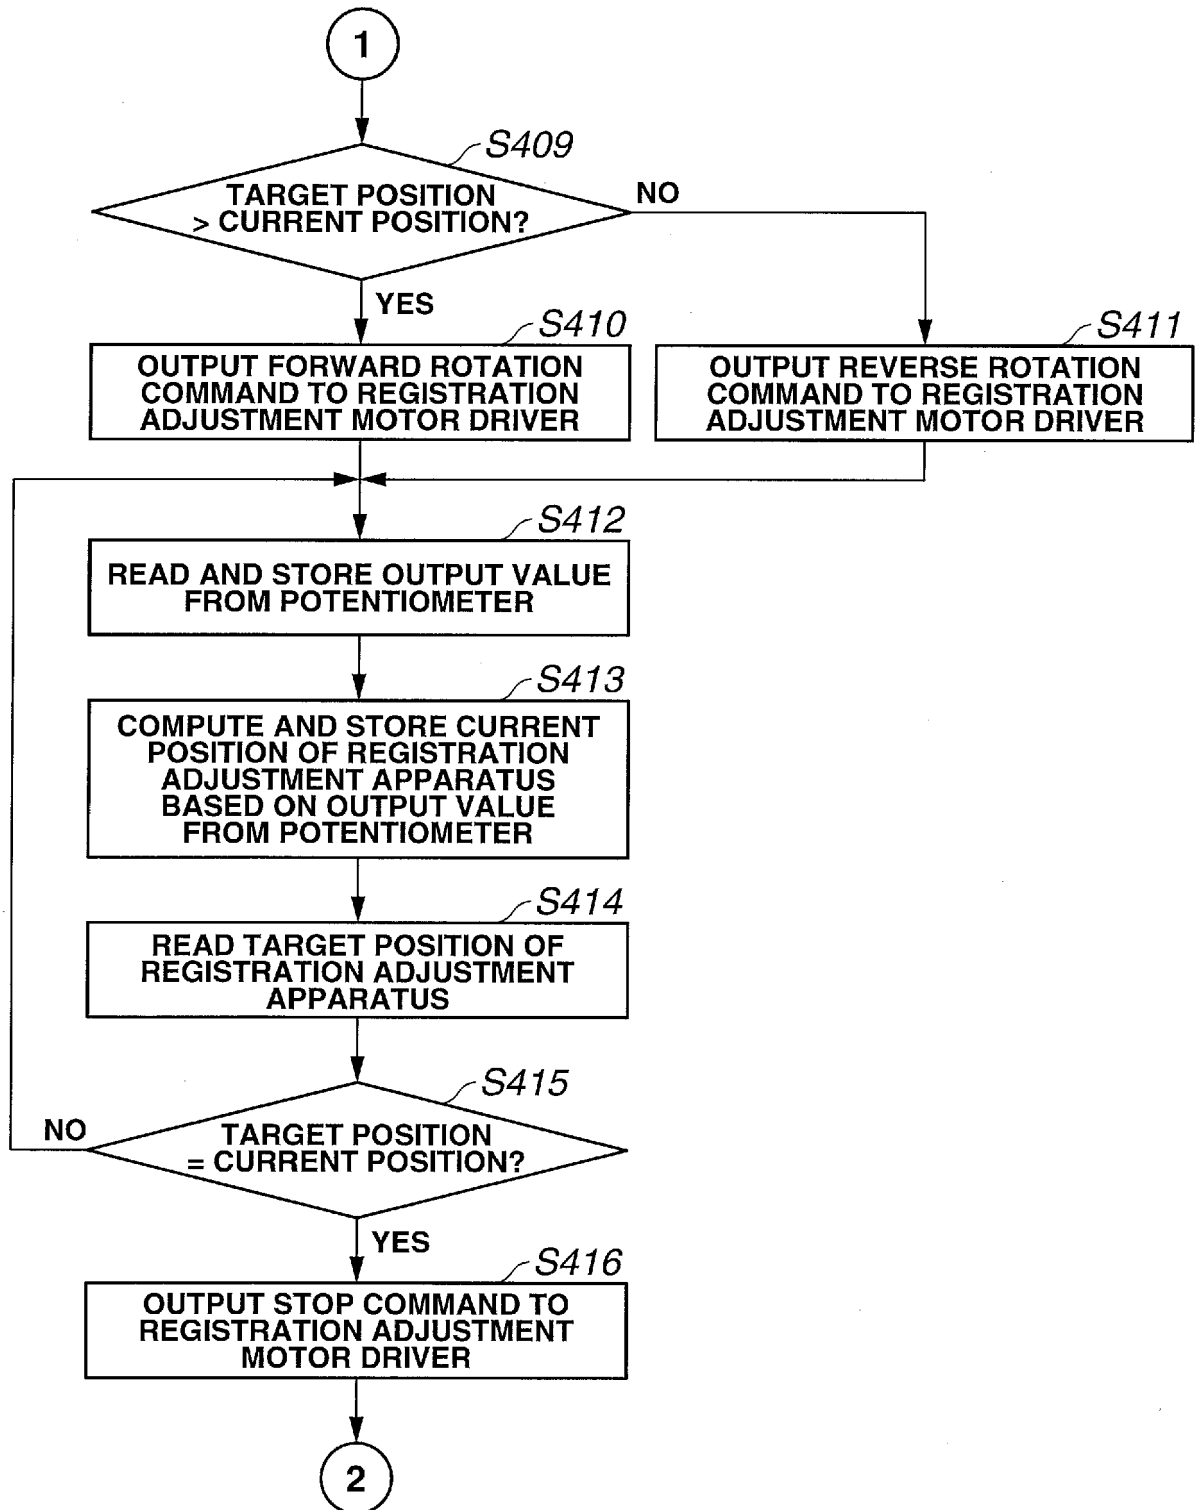 1
S409
TARGET POSITION
> CURRENT POSITION?
NO
YES
S410
OUTPUT FORWARD ROTATION
COMMAND TO REGISTRATION
ADJUSTMENT MOTOR DRIVER
S411
OUTPUT REVERSE ROTATION
COMMAND TO REGISTRATION
ADJUSTMENT MOTOR DRIVER
S412
READ AND STORE OUTPUT VALUE
FROM POTENTIOMETER
S413
COMPUTE AND STORE CURRENT
POSITION OF REGISTRATION
ADJUSTMENT APPARATUS
BASED ON OUTPUT VALUE
FROM POTENTIOMETER
S414
READ TARGET POSITION OF
REGISTRATION ADJUSTMENT
APPARATUS
S415
NO
TARGET POSITION
= CURRENT POSITION?
YES
S416
OUTPUT STOP COMMAND TO
REGISTRATION ADJUSTMENT
MOTOR DRIVER
2